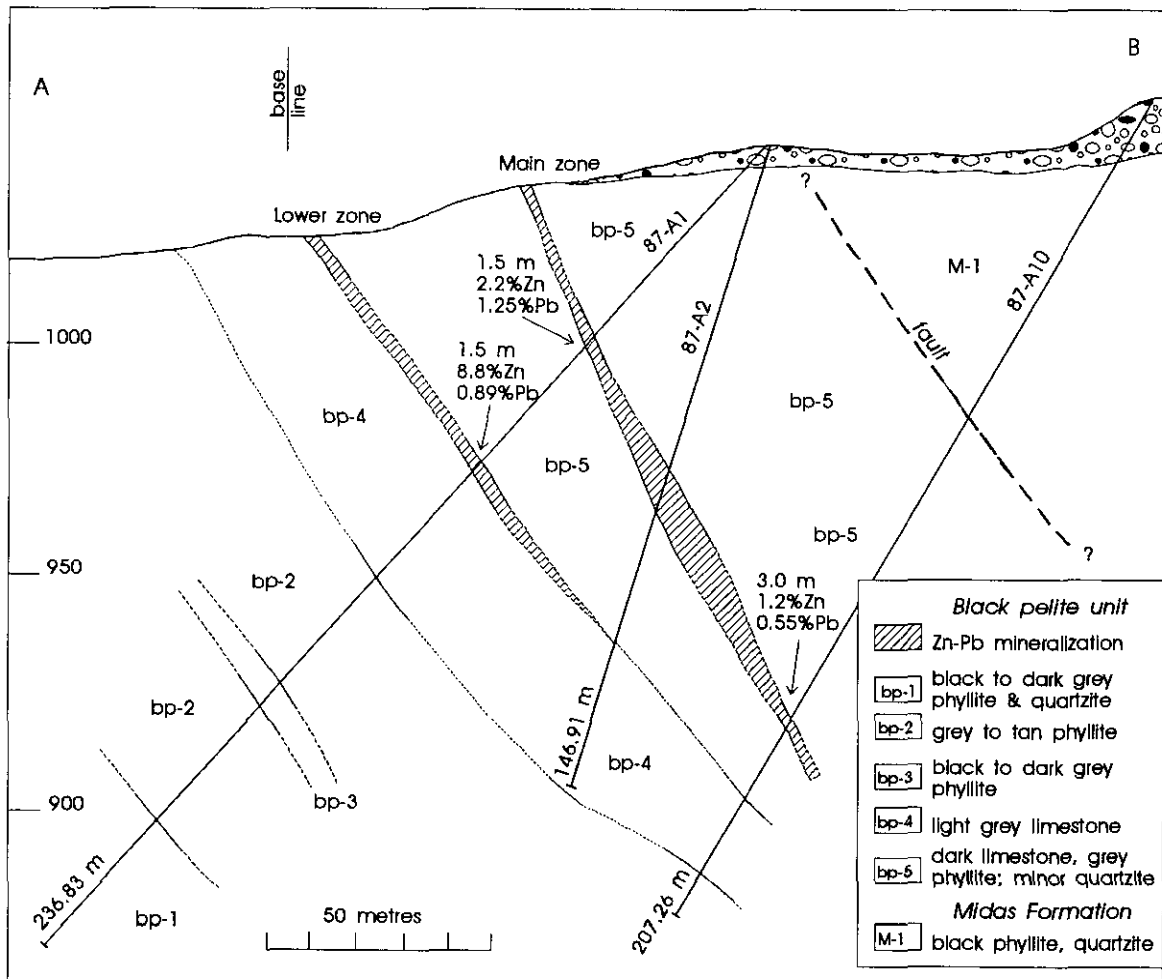 A
B
base
line
Main zone
Lower zone
?
bp-5
87-A1
M-1
87-A10
1.5 m
2.2%Zn
1.25%Pb
87-A2
fault
1000
1.5 m
8.8%Zn
0.89%Pb
bp-4
bp-5
bp-5
bp-5
950
?
bp-2
3.0 m
1.2%Zn
0.55%Pb
bp-2
146.91 m
bp-4
bp-3
900
236.83 m
bp-1
50 metres
207.26 m
Black pelite unit
Zn-Pb mineralization
bp-1 black to dark grey
phyllite & quartzite
bp-2 grey to tan phyllite
bp-3 black to dark grey
phyllite
bp-4 light grey limestone
bp-5 dark limestone, grey
phyllite; minor quartzite
Midas Formation
M-1 black phyllite, quartzite